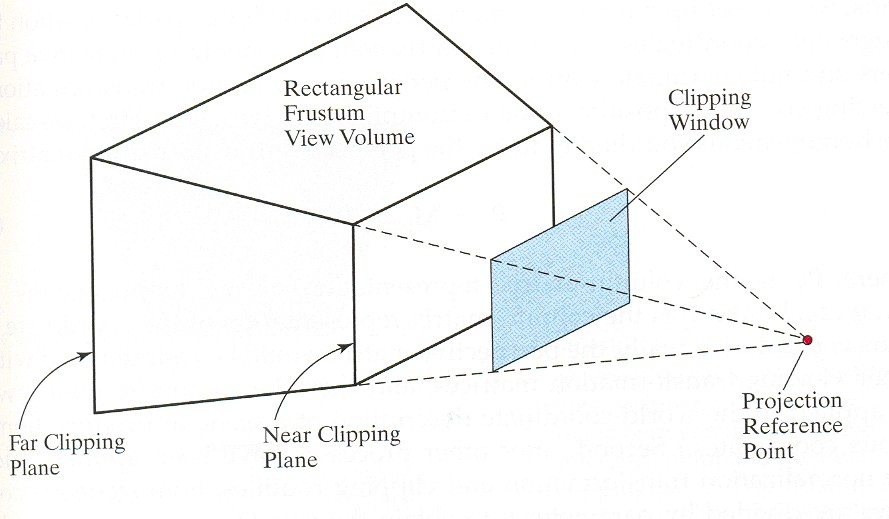 Rectangular
Frustum
View Volume
Clipping
Window
Far Clipping
Plane
Near Clipping
Plane
Projection
Reference
Point